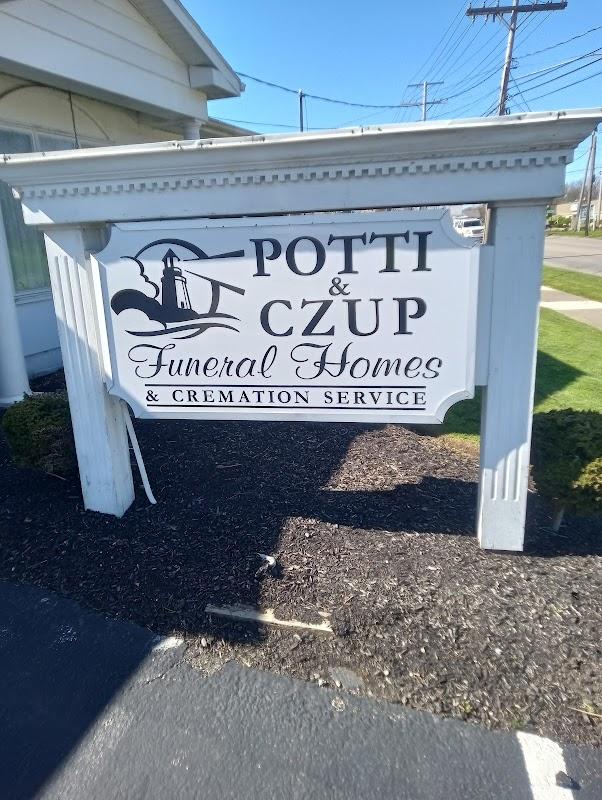 POTTI
&
CZUP
Funeral Homes
& CREMATION SERVICE